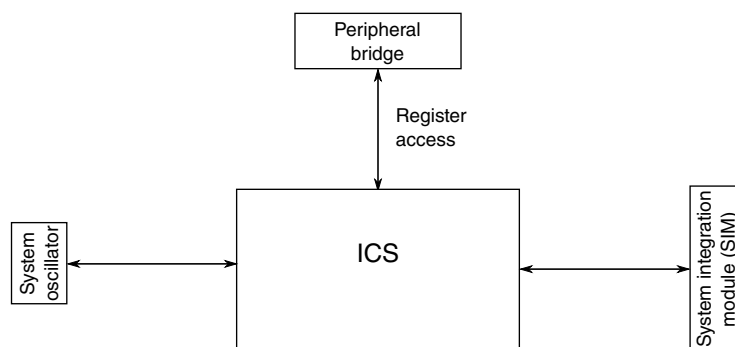 Peripheral
bridge
Register
access
System
oscillator
ICS
System integration
module (SIM)